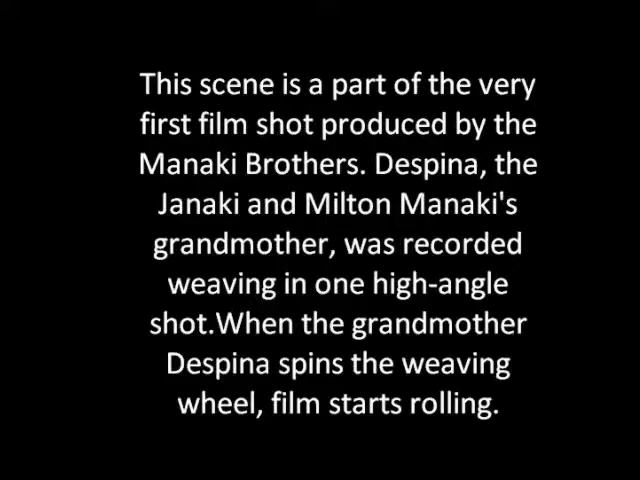 This scene is a part of the very
first film shot produced by the
Manaki Brothers. Despina, the
Janaki and Milton Manaki's
grandmother, was recorded
weaving in one high-angle
shot.When the grandmother
Despina spins the weaving
wheel, film starts rolling.